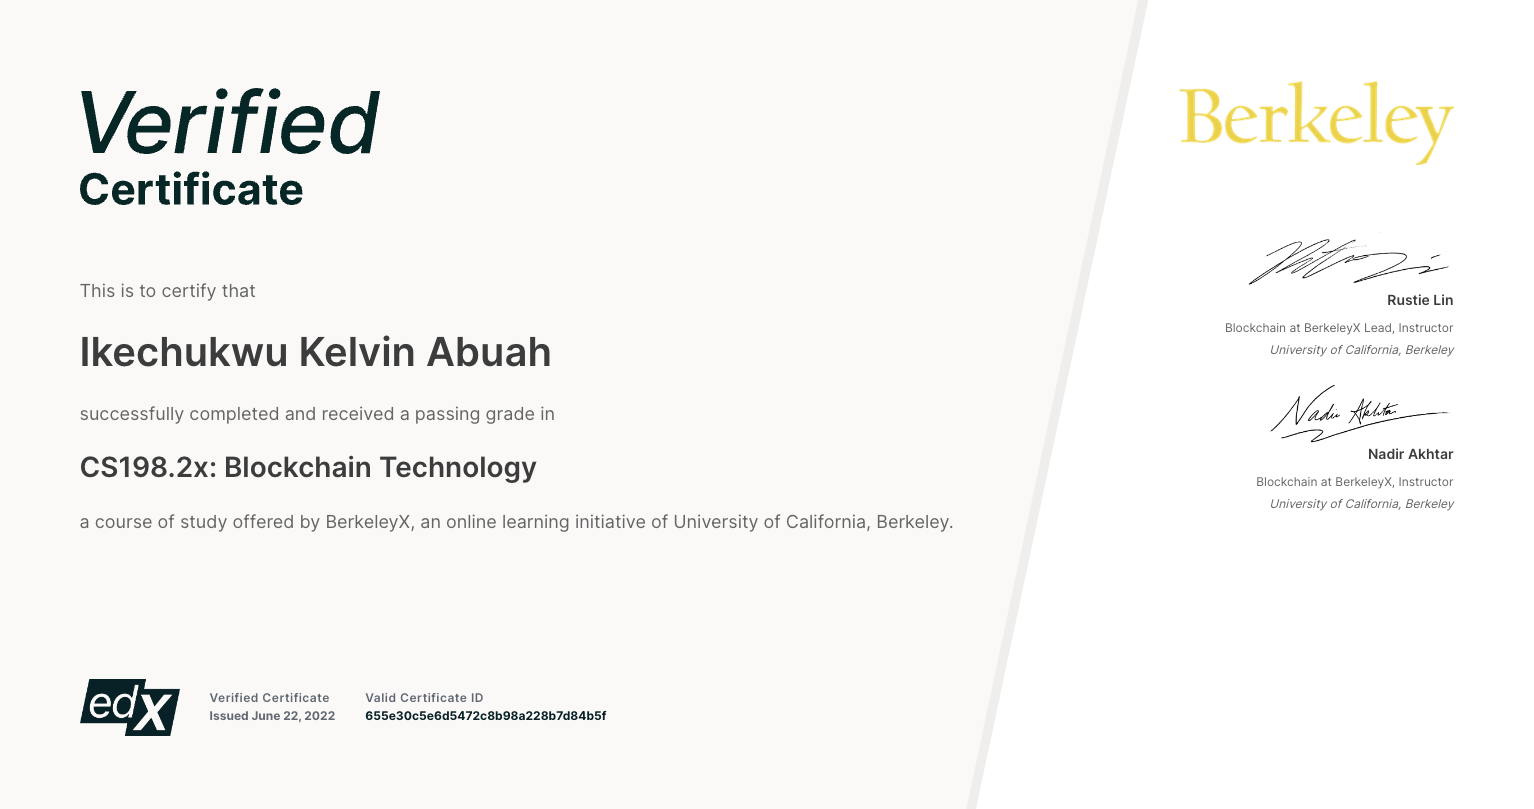 Verified
Certificate
This is to certify that
Ikechukwu Kelvin Abuah
successfully completed and received a passing grade in
CS198.2x: Blockchain Technology
a course of study offered by BerkeleyX, an online learning initiative of University of California, Berkeley.
edX
Verified Certificate
Issued June 22, 2022
Valid Certificate ID
655e30c5e6d5472c8b98a228b7d84b5f
Berkeley
Rustie Lin
Blockchain at BerkeleyX Lead, Instructor
University of California, Berkeley
Nadir Akhtar
Nadir Akhtar
Blockchain at BerkeleyX, Instructor
University of California, Berkeley